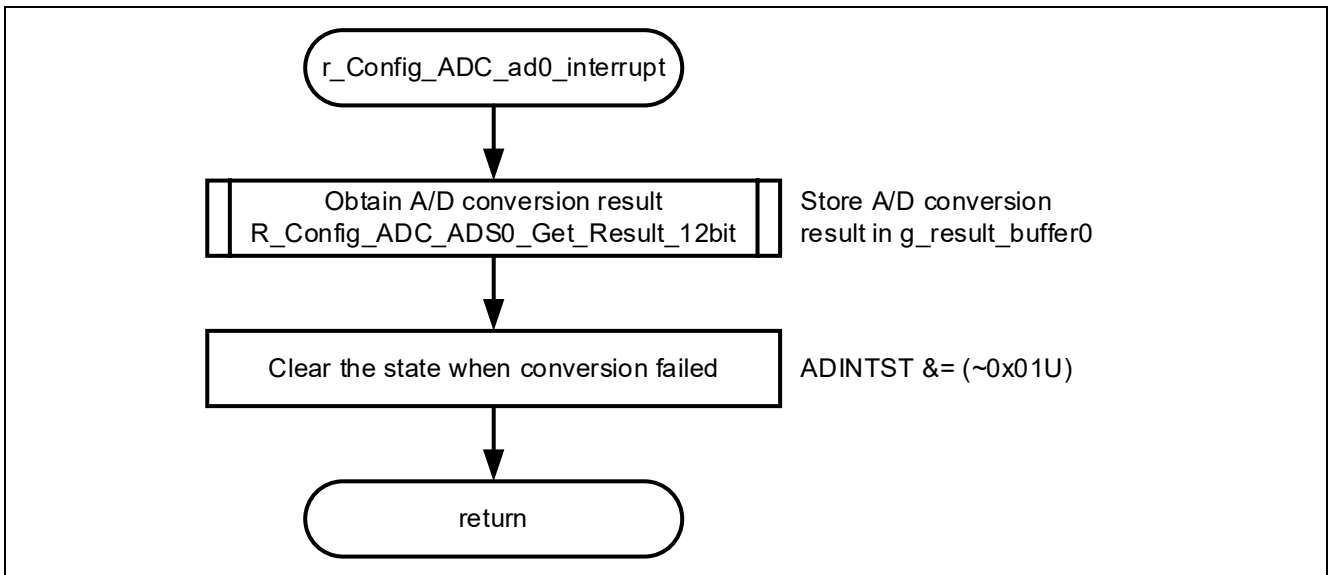 r_Config_ADC_ad0_interrupt
Obtain A/D conversion result
R_Config_ADC_ADS0_Get_Result_12bit
Store A/D conversion
result in g_result_buffer0
Clear the state when conversion failed
ADINTST &= (~0x01U)
return